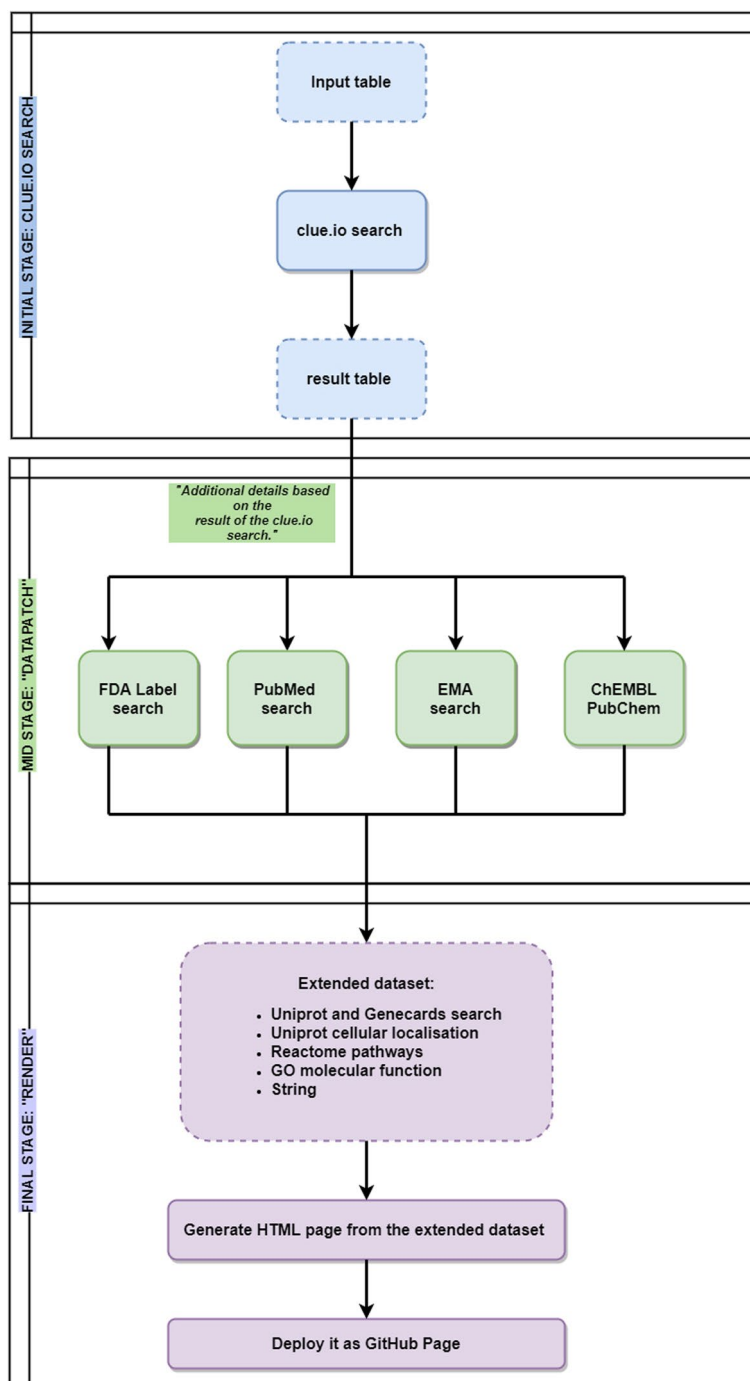 INITIAL STAGE: CLUE.IO SEARCH
Input table
clue.io search
result table
MID STAGE: "DATAPATCH"
"Additional details based
on the
result of the clue.io
search."
FDA Label
search
PubMed
search
EMA
search
ChEMBL
PubChem
FINAL STAGE: "RENDER"
Extended dataset:
• Uniprot and Genecards search
• Uniprot cellular localisation
• Reactome pathways
• GO molecular function
• String
Generate HTML page from the extended dataset
Deploy it as GitHub Page